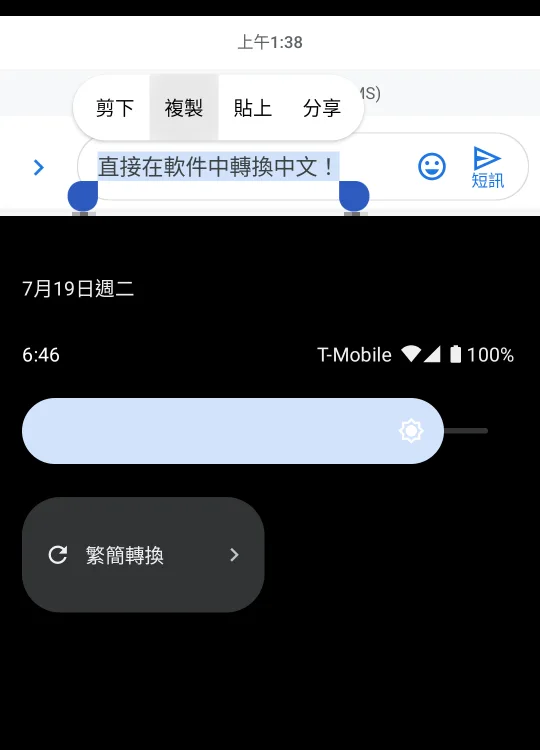 上午1:38
MS)
剪下 複製 貼上 分享
直接在軟件中轉換中文！
短訊
7月19日週二
6:46 T-Mobile 100%
繁簡轉換